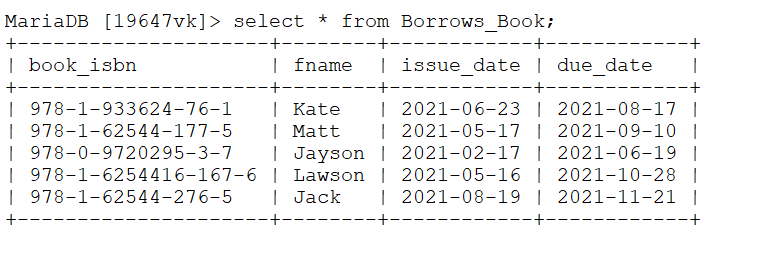 MariaDB [19647vk]> select * from Borrows_Book;
+---------------------+--------+------------+------------+
| book_isbn | fname | issue_date | due_date |
+---------------------+--------+------------+------------+
| 978-1-933624-76-1 | Kate | 2021-06-23 | 2021-08-17 |
| 978-1-62544-177-5 | Matt | 2021-05-17 | 2021-09-10 |
| 978-0-9720295-3-7 | Jayson | 2021-02-17 | 2021-06-19 |
| 978-1-6254416-167-6 | Lawson | 2021-05-16 | 2021-10-28 |
| 978-1-62544-276-5 | Jack | 2021-08-19 | 2021-11-21 |
+---------------------+--------+------------+------------+